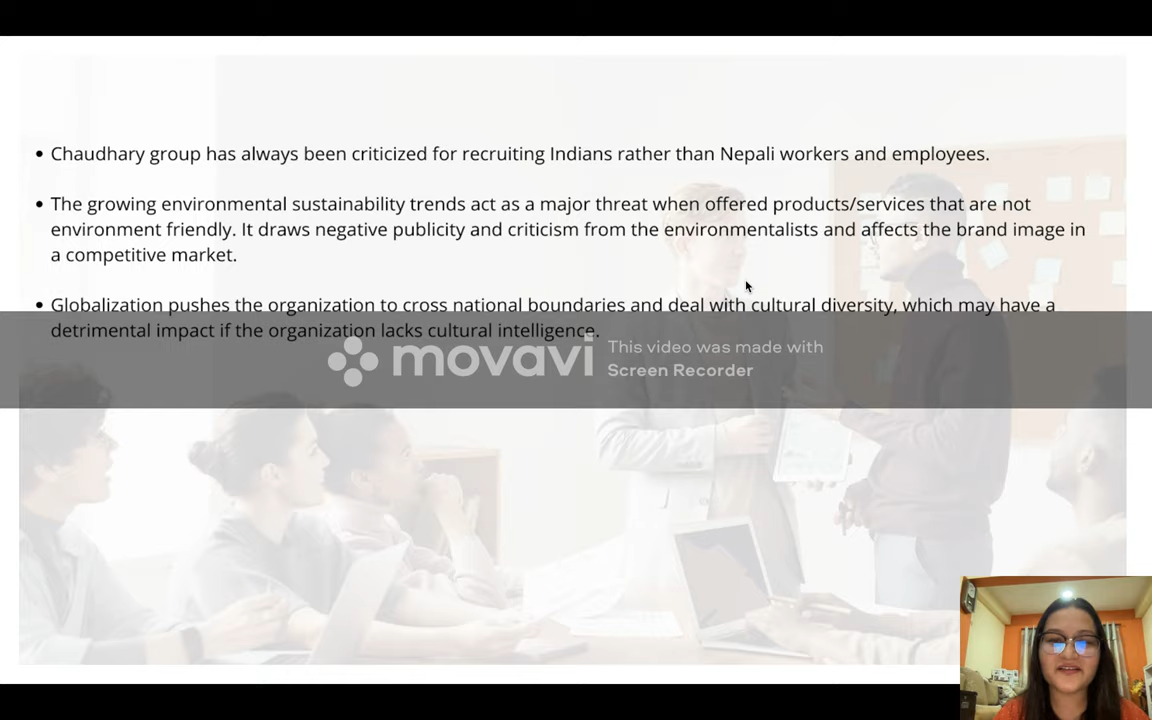 • Chaudhary group has always been criticized for recruiting Indians rather than Nepali workers and employees.
• The growing environmental sustainability trends act as a major threat when offered products/services that are not
environment friendly. It draws negative publicity and criticism from the environmentalists and affects the brand image in
a competitive market.
• Globalization pushes the organization to cross national boundaries and deal with cultural diversity, which may have a
detrimental impact if the organization lacks cultural intelligence.
movavi
This video was made with
Screen Recorder